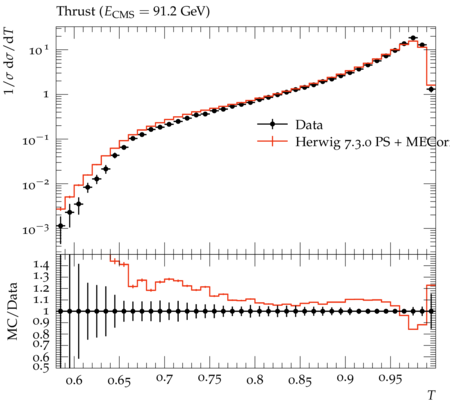 Thrust (E_CMS = 91.2 GeV)
1/σ dσ/dT
10^1
1
10^−1
10^−2
10^−3
Data
Herwig 7.3.0 PS + MECor
MC/Data
1.4
1.3
1.2
1.1
1
0.9
0.8
0.7
0.6
0.5
0.6 0.65 0.7 0.75 0.8 0.85 0.9 0.95
T